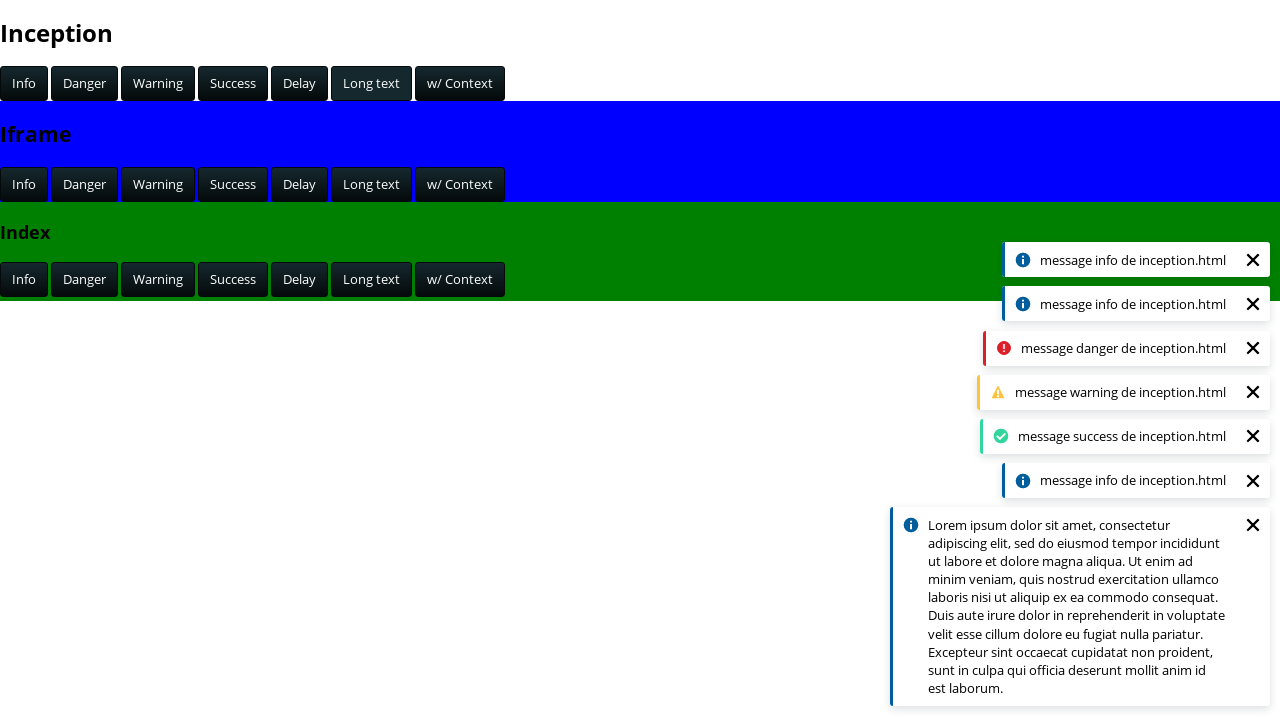 Inception
Info Danger Warning Success Delay Long text w/ Context
Iframe
Info Danger Warning Success Delay Long text w/ Context
Index
Info Danger Warning Success Delay Long text w/ Context
message info de inception.html
message info de inception.html
message danger de inception.html
message warning de inception.html
message success de inception.html
message info de inception.html
Lorem ipsum dolor sit amet, consectetur
adipiscing elit, sed do eiusmod tempor incididunt
ut labore et dolore magna aliqua. Ut enim ad
minim veniam, quis nostrud exercitation ullamco
laboris nisi ut aliquip ex ea commodo consequat.
Duis aute irure dolor in reprehenderit in voluptate
velit esse cillum dolore eu fugiat nulla pariatur.
Excepteur sint occaecat cupidatat non proident,
sunt in culpa qui officia deserunt mollit anim id
est laborum.